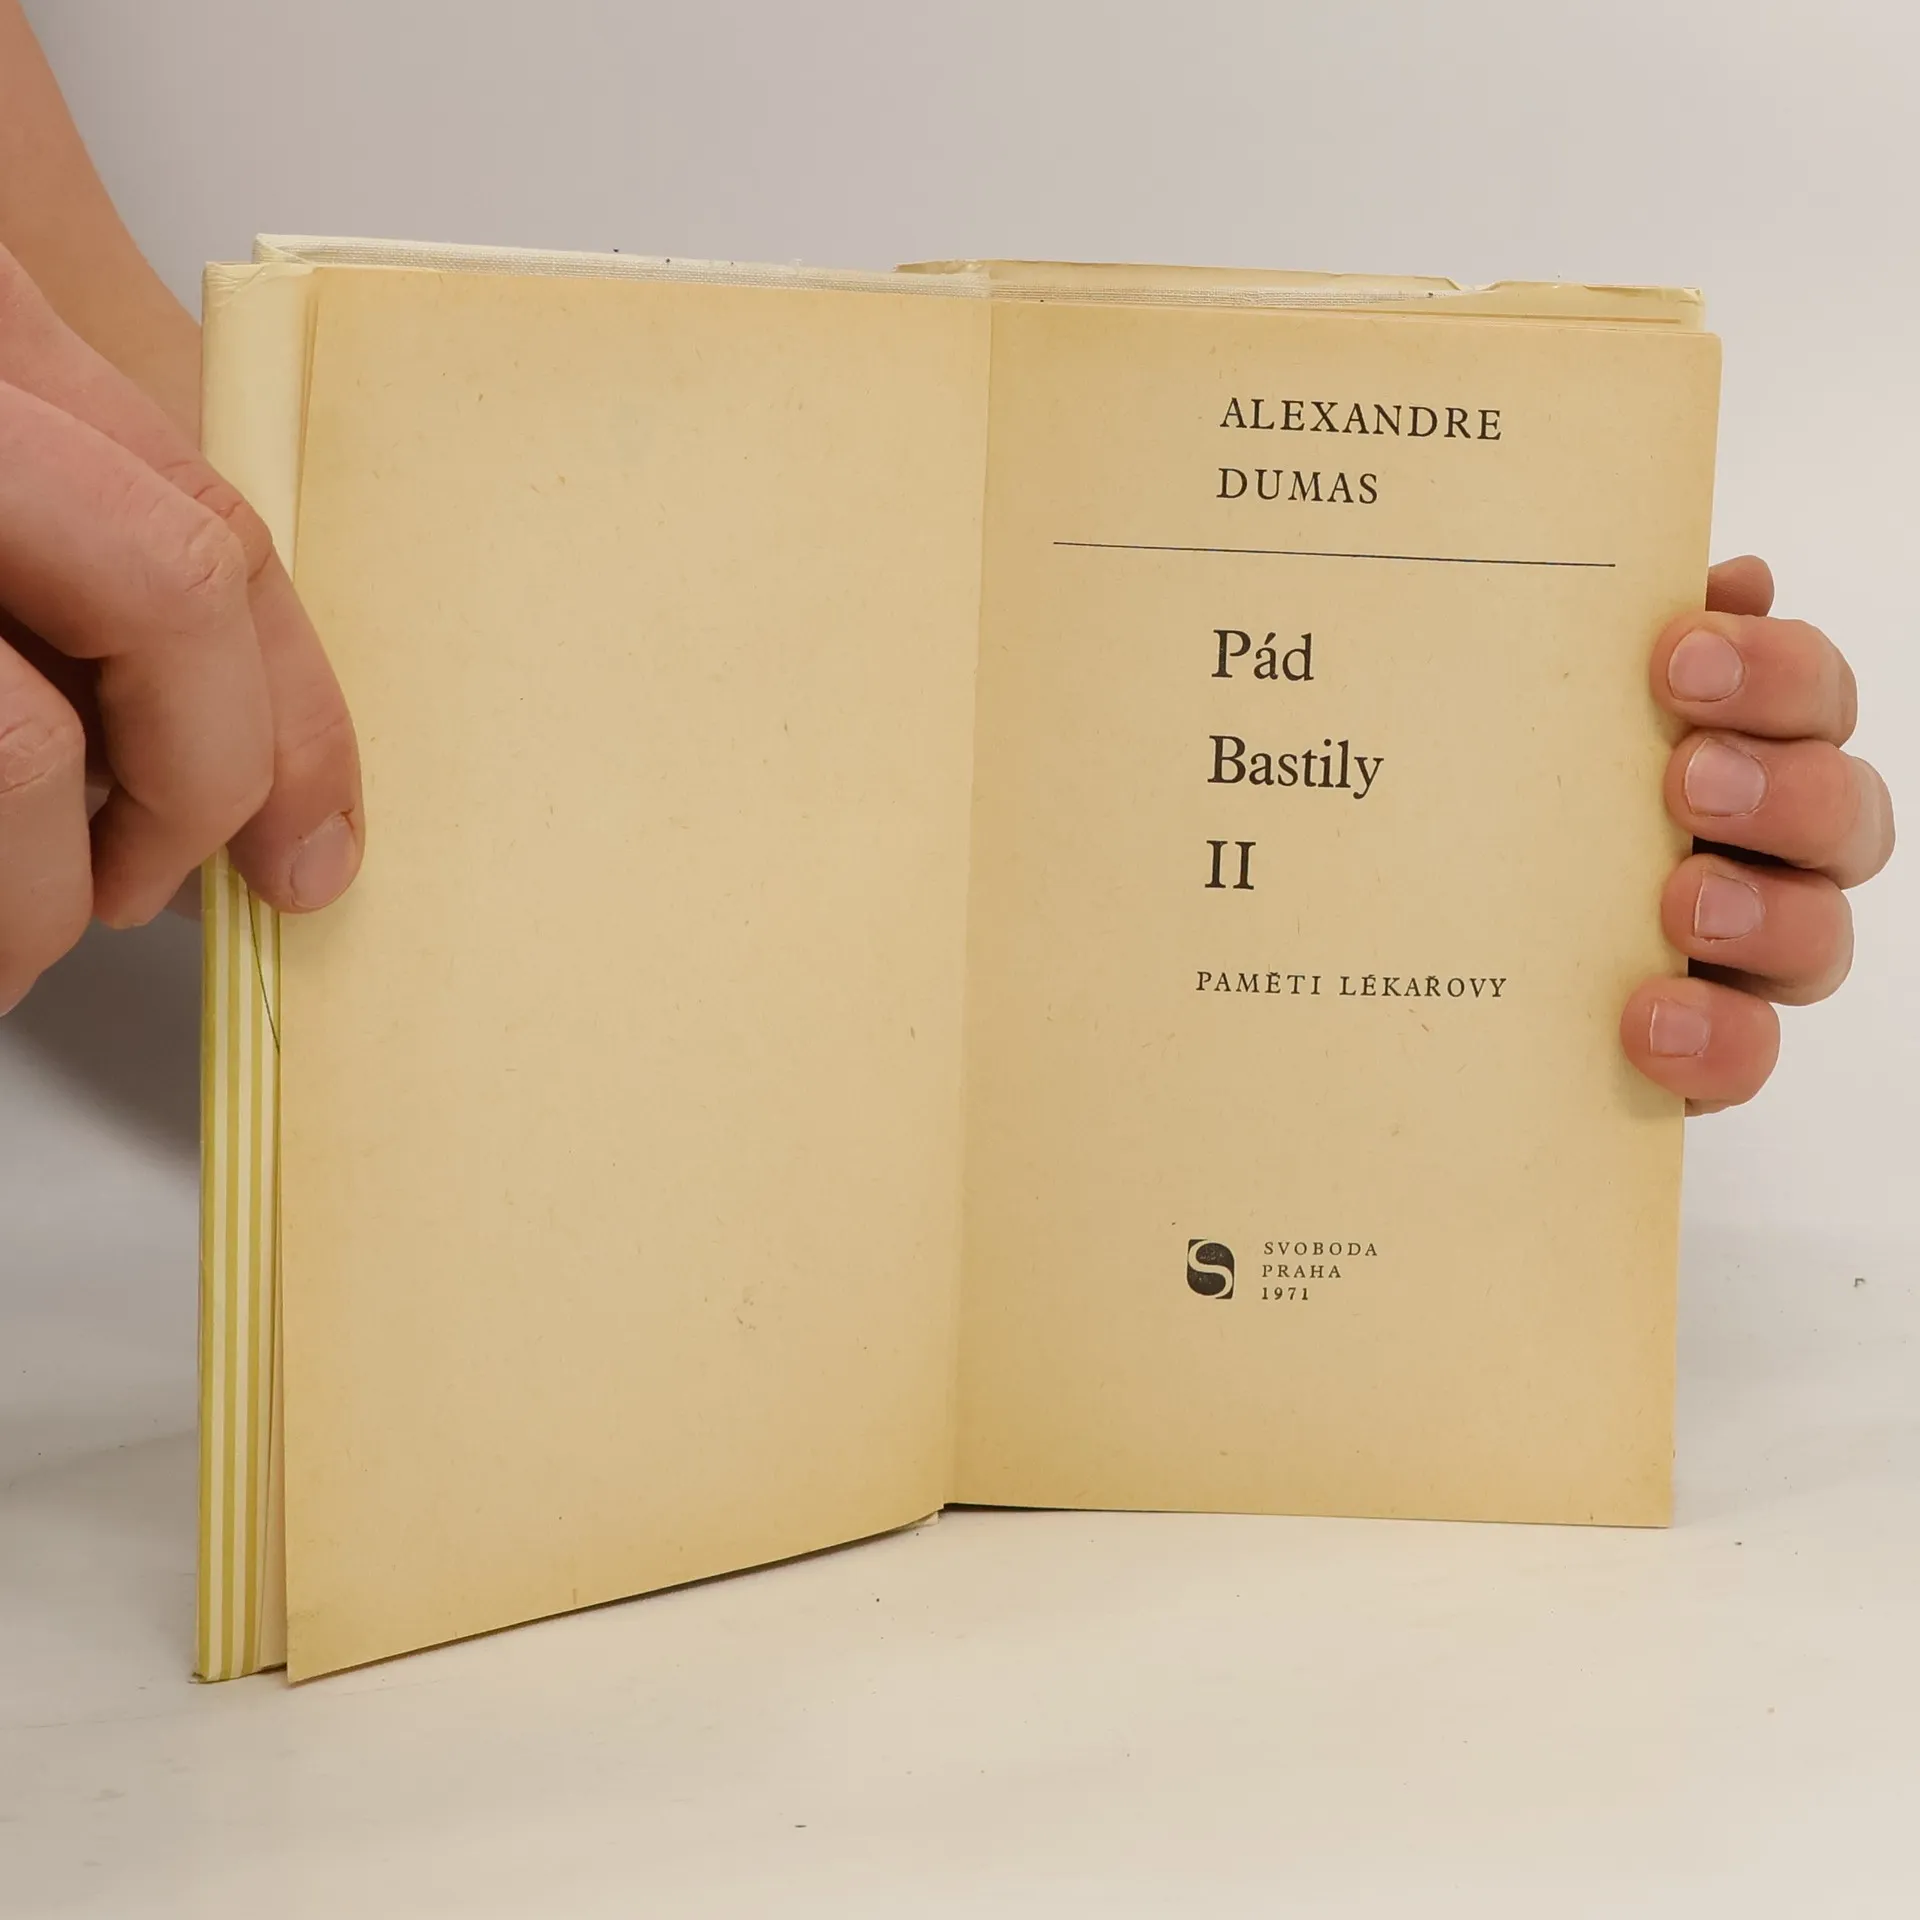 ALEXANDRE
DUMAS
Pád
Bastily
II
PAMĚTI LÉKAŘOVY
SVOBODA
PRAHA
1971